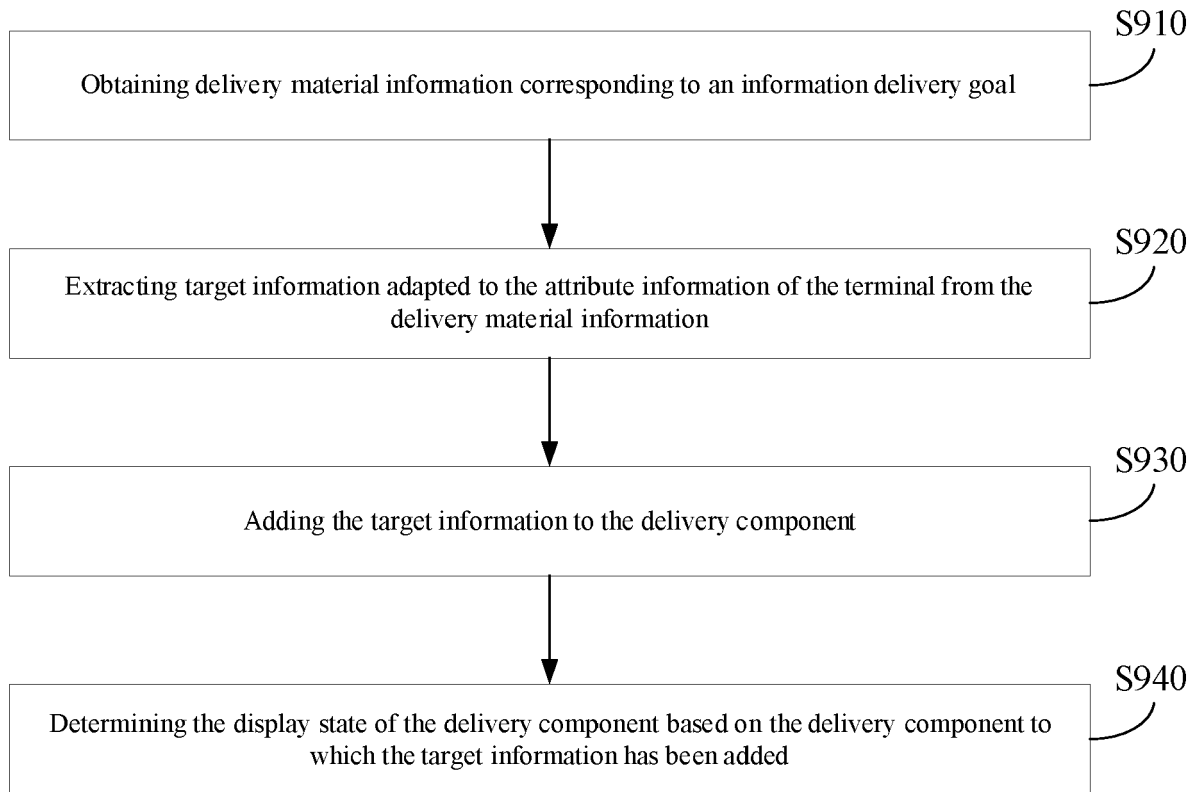 S910
Obtaining delivery material information corresponding to an information delivery goal
S920
Extracting target information adapted to the attribute information of the terminal from the
delivery material information
S930
Adding the target information to the delivery component
S940
Determining the display state of the delivery component based on the delivery component to
which the target information has been added